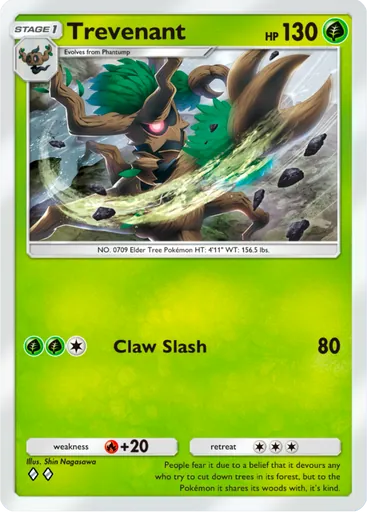 STAGE 1
Trevenant
HP 130
Evolves from Phantump
NO. 0709 Elder Tree Pokémon HT: 4'11" WT: 156.5 lbs.
Claw Slash 80
weakness +20 retreat
Illus. Shin Nagasawa
People fear it due to a belief that it devours any
who try to cut down trees in its forest, but to the
Pokémon it shares its woods with, it's kind.